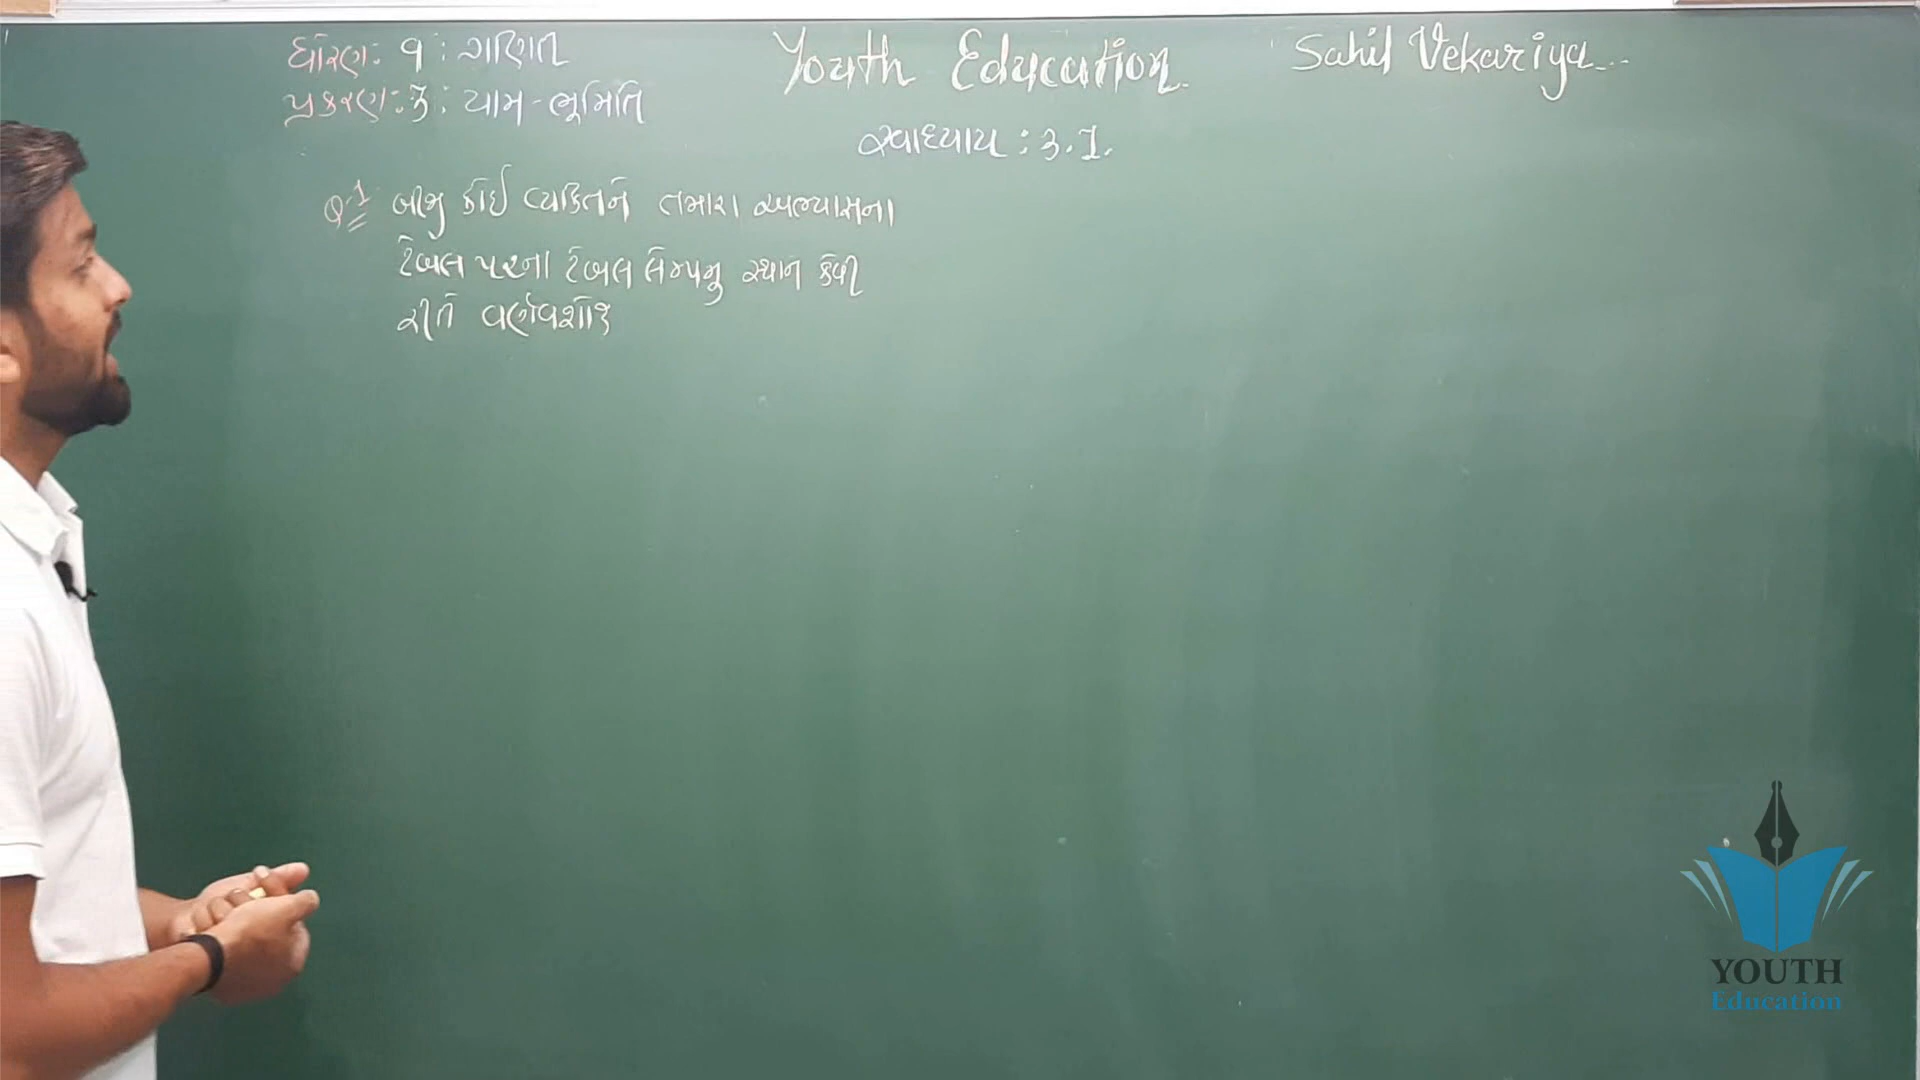 ધોરણ: ૧ : ગણિત
પ્રકરણ: 3 : યામ-ભૂમિતિ
Youth Education
Sahil Vekariya...
સ્વાધ્યાય : 3.1.
Q-1 બીજી કોઈ વ્યક્તિને તમારા અભ્યાસના
ટેબલ પરના ટેબલ લેમ્પનુ સ્થાન કેવી
રીતે વર્ણવશો?
YOUTH
Education